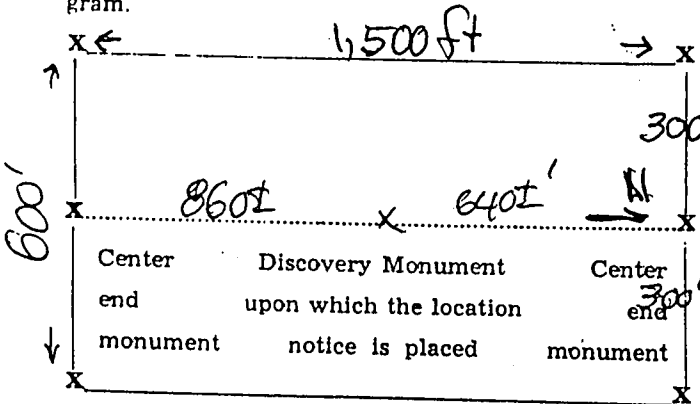 gram.
x 1,500 ft x
300
600'
x 860± x 640±' N x
Center Discovery Monument Center
end upon which the location end 300'
monument notice is placed monument
x x